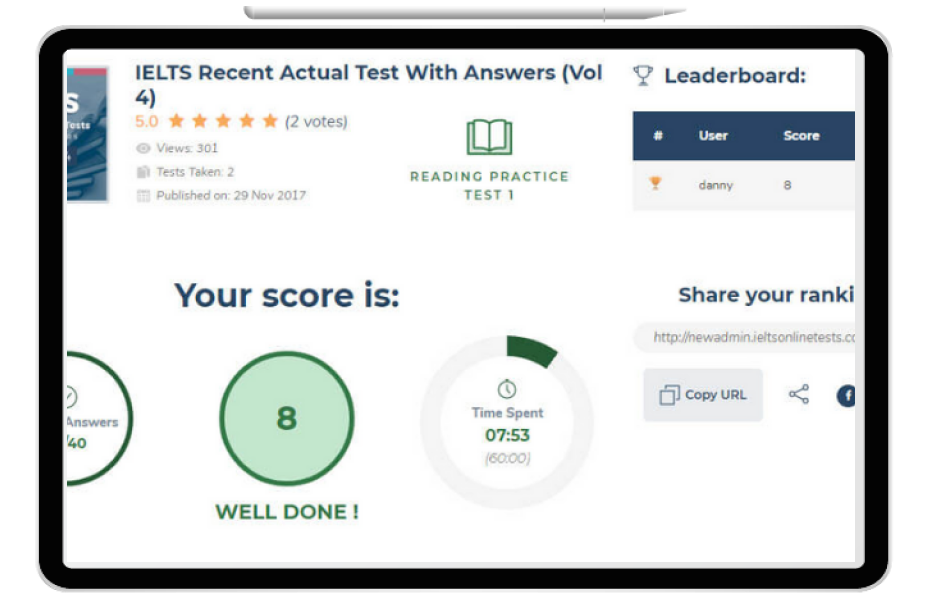 IELTS Recent Actual Test With Answers (Vol
4)
5.0 (2 votes)
Views: 301
Tests Taken: 2
Published on: 29 Nov 2017
READING PRACTICE
TEST 1
Leaderboard:
# User Score
danny 8
Your score is:
Answers
/40
8
WELL DONE !
Time Spent
07:53
(60:00)
Share your ranki
http://newadmin.ieltsonlinetests.co
Copy URL